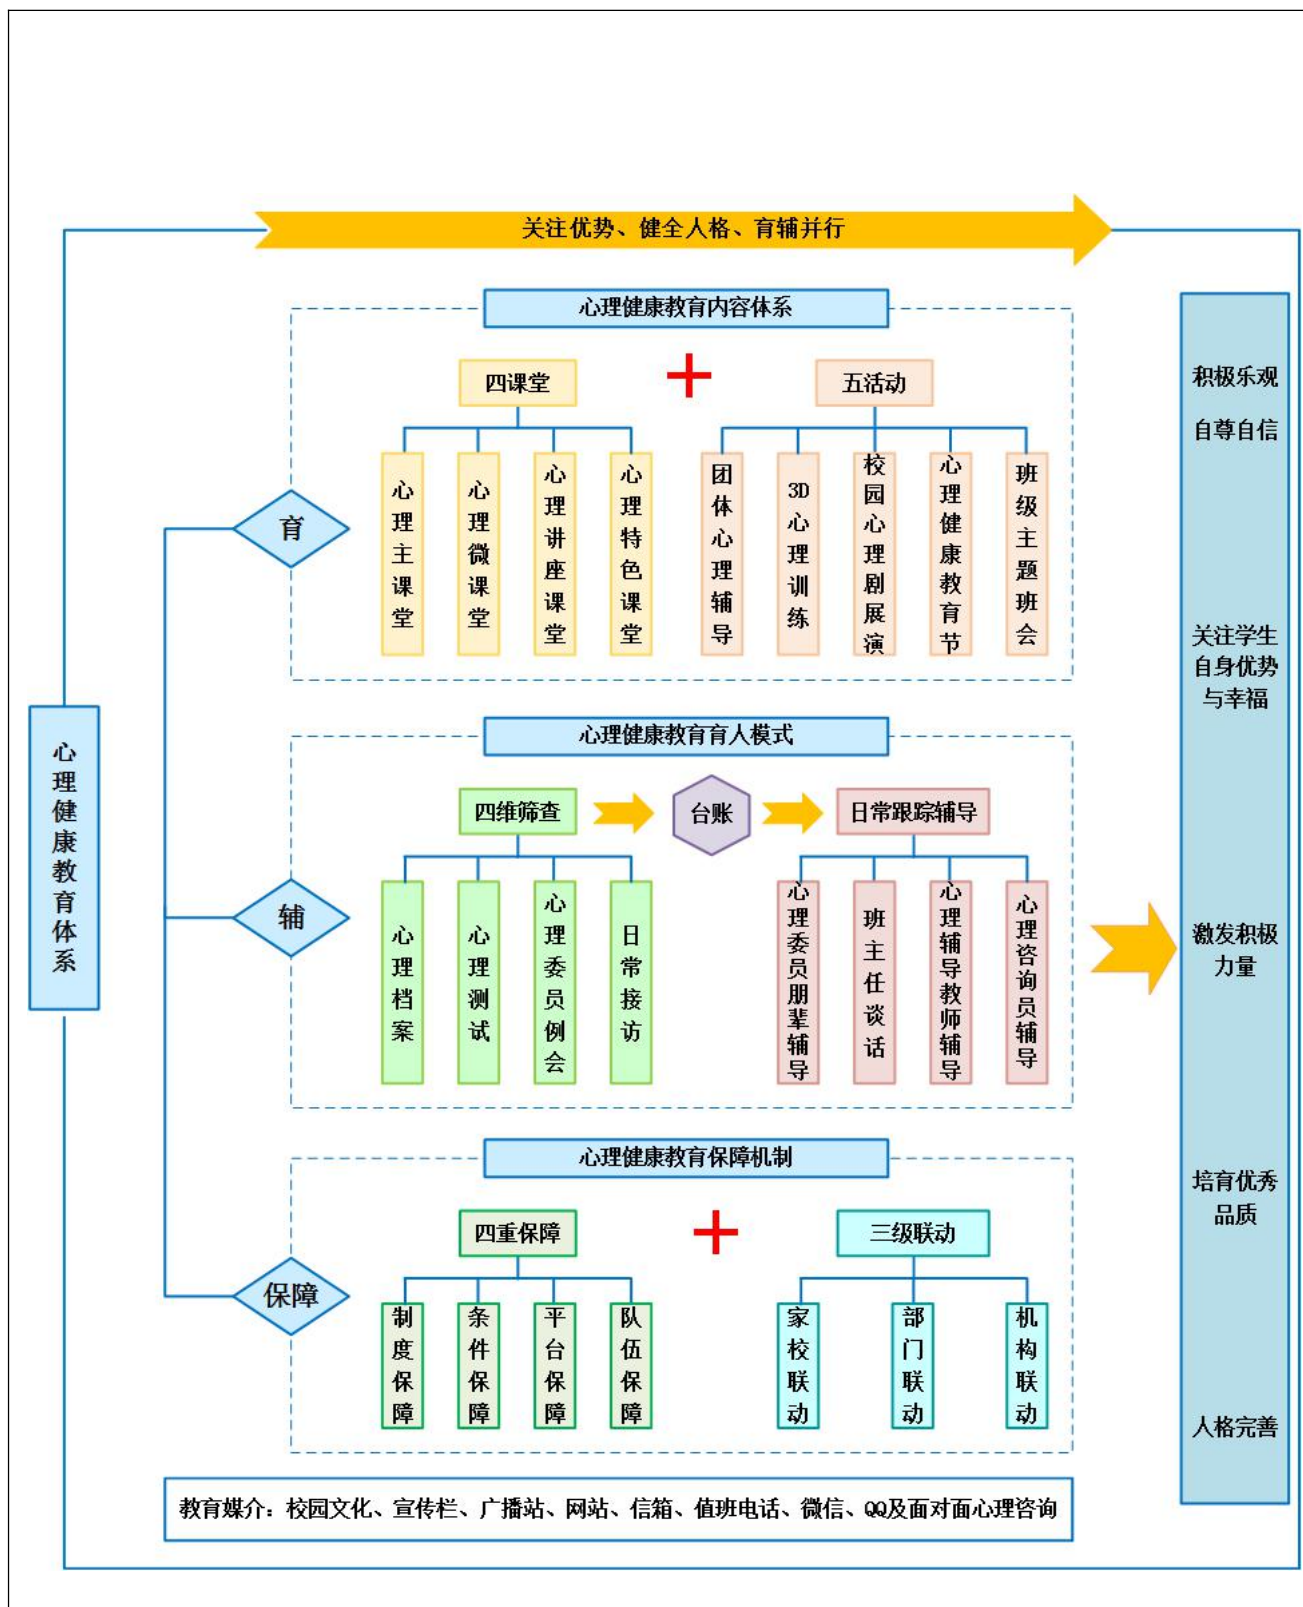 关注优势、健全人格、育辅并行
心理健康教育体系
育
心理健康教育内容体系
四课堂
五活动
心理主课堂
心理微课堂
心理讲座课堂
心理特色课堂
团体心理辅导
3D心理训练
校园心理剧展演
心理健康教育节
班级主题班会
辅
心理健康教育育人模式
四维筛查
台账
日常跟踪辅导
心理档案
心理测试
心理委员例会
日常接访
心理委员朋辈辅导
班主任谈话
心理辅导教师辅导
心理咨询员辅导
保障
心理健康教育保障机制
四重保障
三级联动
制度保障
条件保障
平台保障
队伍保障
家校联动
部门联动
机构联动
教育媒介：校园文化、宣传栏、广播站、网站、信箱、值班电话、微信、QQ及面对面心理咨询
积极乐观
自尊自信
关注学生
自身优势
与幸福
激发积极
力量
培育优秀
品质
人格完善